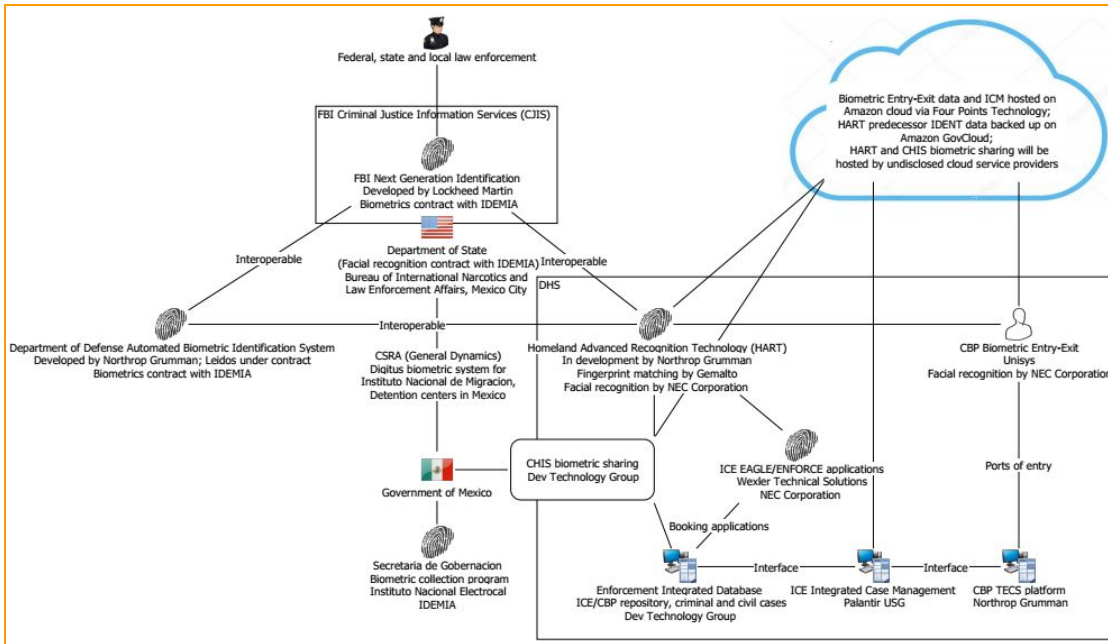 Federal, state and local law enforcement
FBI Criminal Justice Information Services (CJIS)
FBI Next Generation Identification
Developed by Lockheed Martin
Biometrics contract with IDEMIA
Biometric Entry-Exit data and ICM hosted on
Amazon cloud via Four Points Technology;
HART predecessor IDENT data backed up on
Amazon GovCloud;
HART and CHIS biometric sharing will be
hosted by undisclosed cloud service providers
Department of State
(Facial recognition contract with IDEMIA)
Bureau of International Narcotics and
Law Enforcement Affairs, Mexico City
Interoperable
Interoperable
DHS
Interoperable
Department of Defense Automated Biometric Identification System
Developed by Northrop Grumman; Leidos under contract
Biometrics contract with IDEMIA
Homeland Advanced Recognition Technology (HART)
In development by Northrop Grumman
Fingerprint matching by Gemalto
Facial recognition by NEC Corporation
CBP Biometric Entry-Exit
Unisys
Facial recognition by NEC Corporation
CSRA (General Dynamics)
Digitus biometric system for
Instituto Nacional de Migracion,
Detention centers in Mexico
CHIS biometric sharing
Dev Technology Group
ICE EAGLE/ENFORCE applications
Wexler Technical Solutions
NEC Corporation
Ports of entry
Government of Mexico
Booking applications
Secretaria de Gobernacion
Biometric collection program
Instituto Nacional Electrocal
IDEMIA
Interface
Interface
Enforcement Integrated Database
ICE/CBP repository, criminal and civil cases
Dev Technology Group
ICE Integrated Case Management
Palantir USG
CBP TECS platform
Northrop Grumman